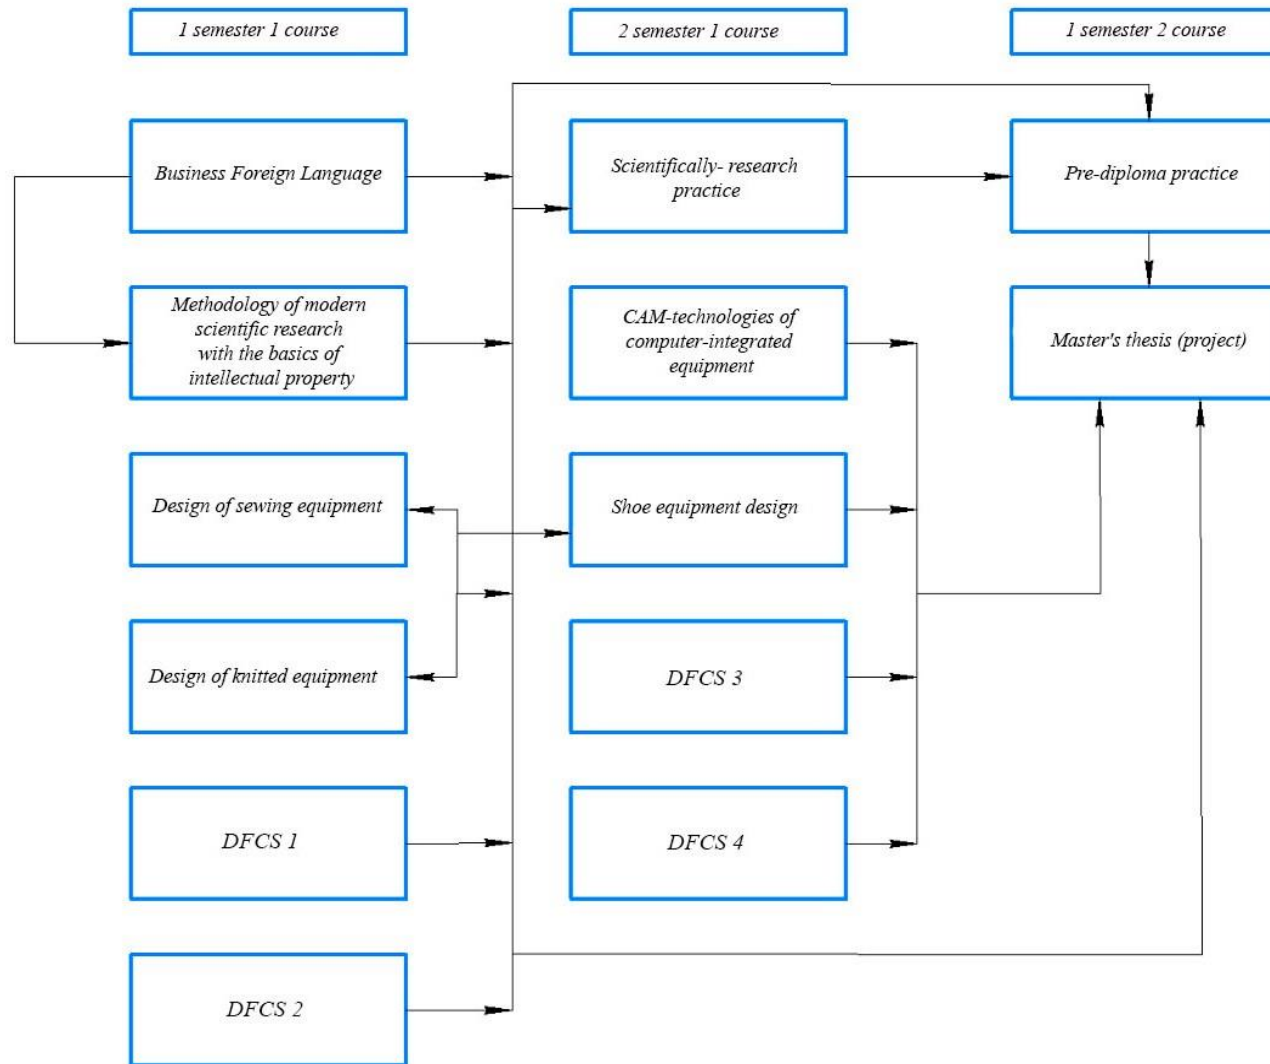 1 semester 1 course
2 semester 1 course
1 semester 2 course
Business Foreign Language
Scientifically- research
practice
Pre-diploma practice
Methodology of modern
scientific research
with the basics of
intellectual property
CAM-technologies of
computer-integrated
equipment
Master's thesis (project)
Design of sewing equipment
Shoe equipment design
Design of knitted equipment
DFCS 3
DFCS 1
DFCS 4
DFCS 2